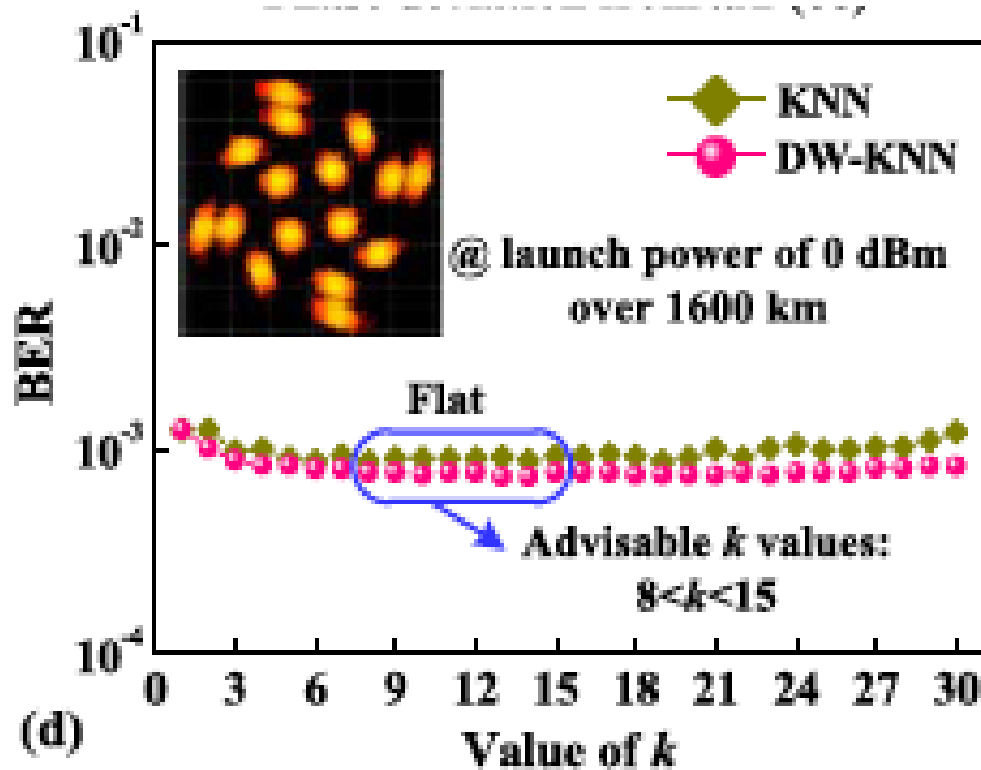 10⁻¹
KNN
DW-KNN
10⁻²
@ launch power of 0 dBm
over 1600 km
BER
Flat
10⁻³
Advisable k values:
8<k<15
10⁻⁴
0 3 6 9 12 15 18 21 24 27 30
(d)
Value of k